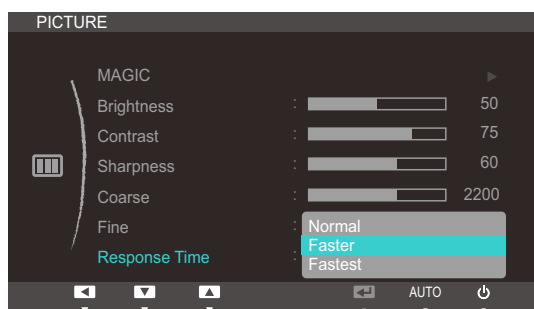 PICTURE
MAGIC
Brightness : 50
Contrast : 75
Sharpness : 60
Coarse : 2200
Fine : Normal
Faster
Response Time : Fastest
AUTO